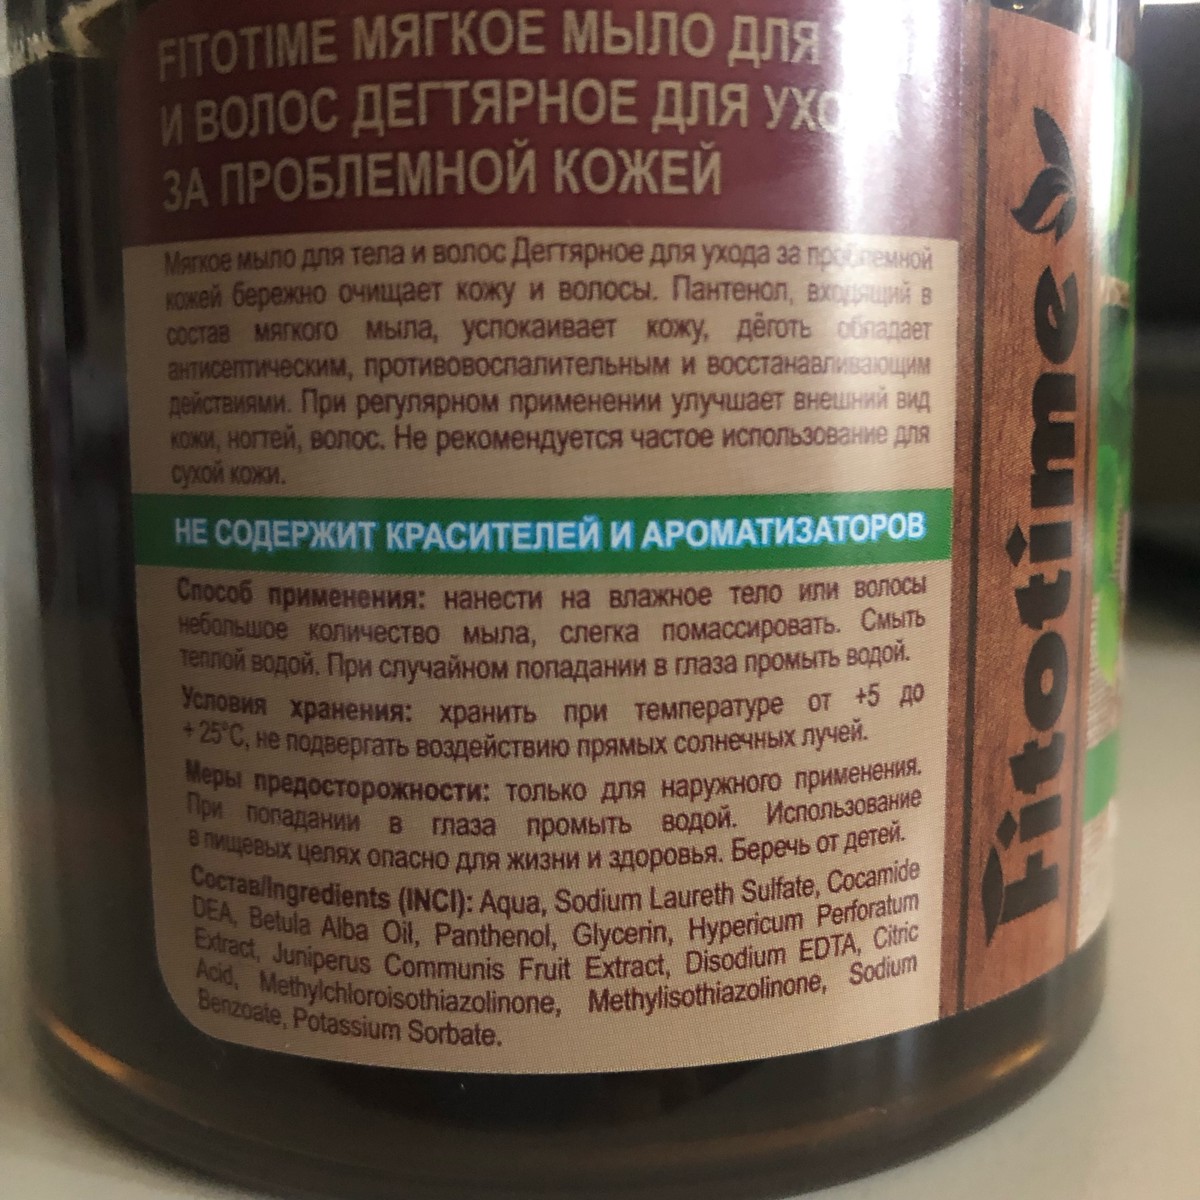 FITOTIME МЯГКОЕ МЫЛО ДЛЯ
И ВОЛОС ДЕГТЯРНОЕ ДЛЯ УХОДА
ЗА ПРОБЛЕМНОЙ КОЖЕЙ
Мягкое мыло для тела и волос Дегтярное для ухода за проблемной
кожей бережно очищает кожу и волосы. Пантенол, входящий в
состав мягкого мыла, успокаивает кожу, дёготь обладает
антисептическим, противовоспалительным и восстанавливающим
действиями. При регулярном применении улучшает внешний вид
кожи, ногтей, волос. Не рекомендуется частое использование для
сухой кожи.
НЕ СОДЕРЖИТ КРАСИТЕЛЕЙ И АРОМАТИЗАТОРОВ
Способ применения: нанести на влажное тело или волосы
небольшое количество мыла, слегка помассировать. Смыть
теплой водой. При случайном попадании в глаза промыть водой.
Условия хранения: хранить при температуре от +5 до
+ 25°С, не подвергать воздействию прямых солнечных лучей.
Меры предосторожности: только для наружного применения.
При попадании в глаза промыть водой. Использование
в пищевых целях опасно для жизни и здоровья. Беречь от детей.
Состав/Ingredients (INCI): Aqua, Sodium Laureth Sulfate, Cocamide
DEA, Betula Alba Oil, Panthenol, Glycerin, Hypericum Perforatum
Extract, Juniperus Communis Fruit Extract, Disodium EDTA, Citric
Acid, Methylchloroisothiazolinone, Methylisothiazolinone, Sodium
Benzoate, Potassium Sorbate.
Fitotime